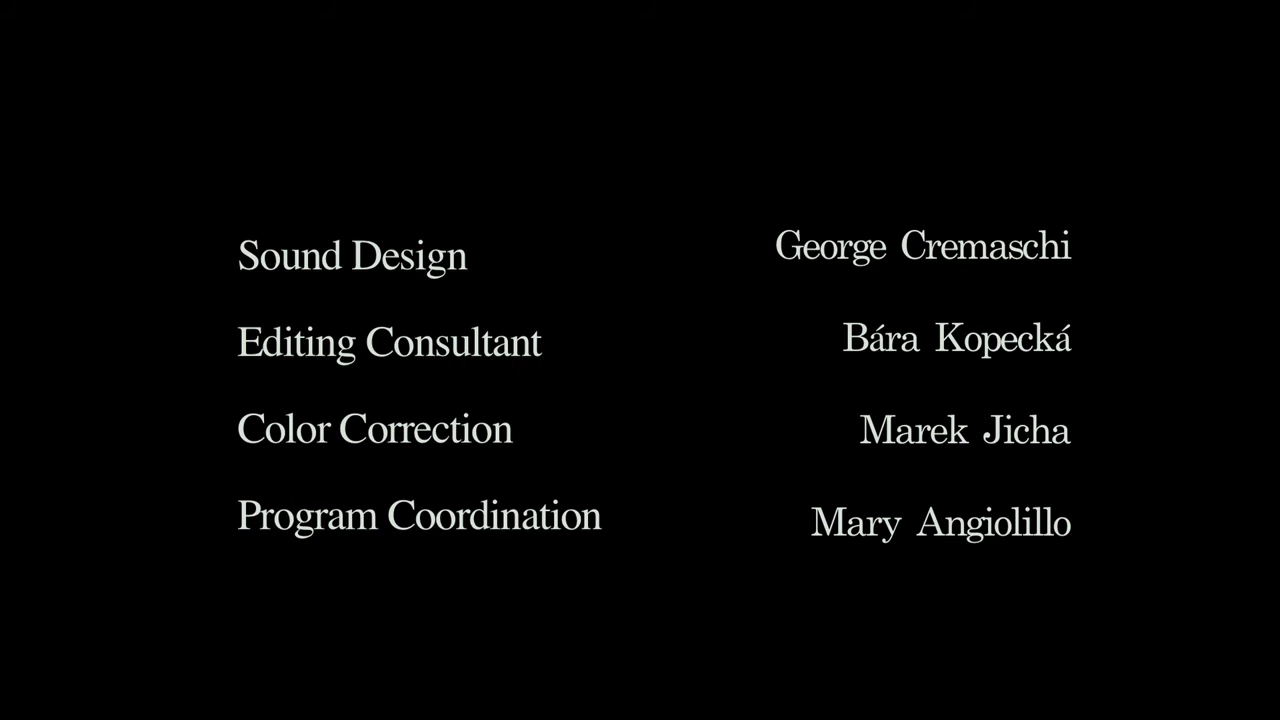 Sound Design George Cremaschi
Editing Consultant Bára Kopecká
Color Correction Marek Jicha
Program Coordination Mary Angiolillo